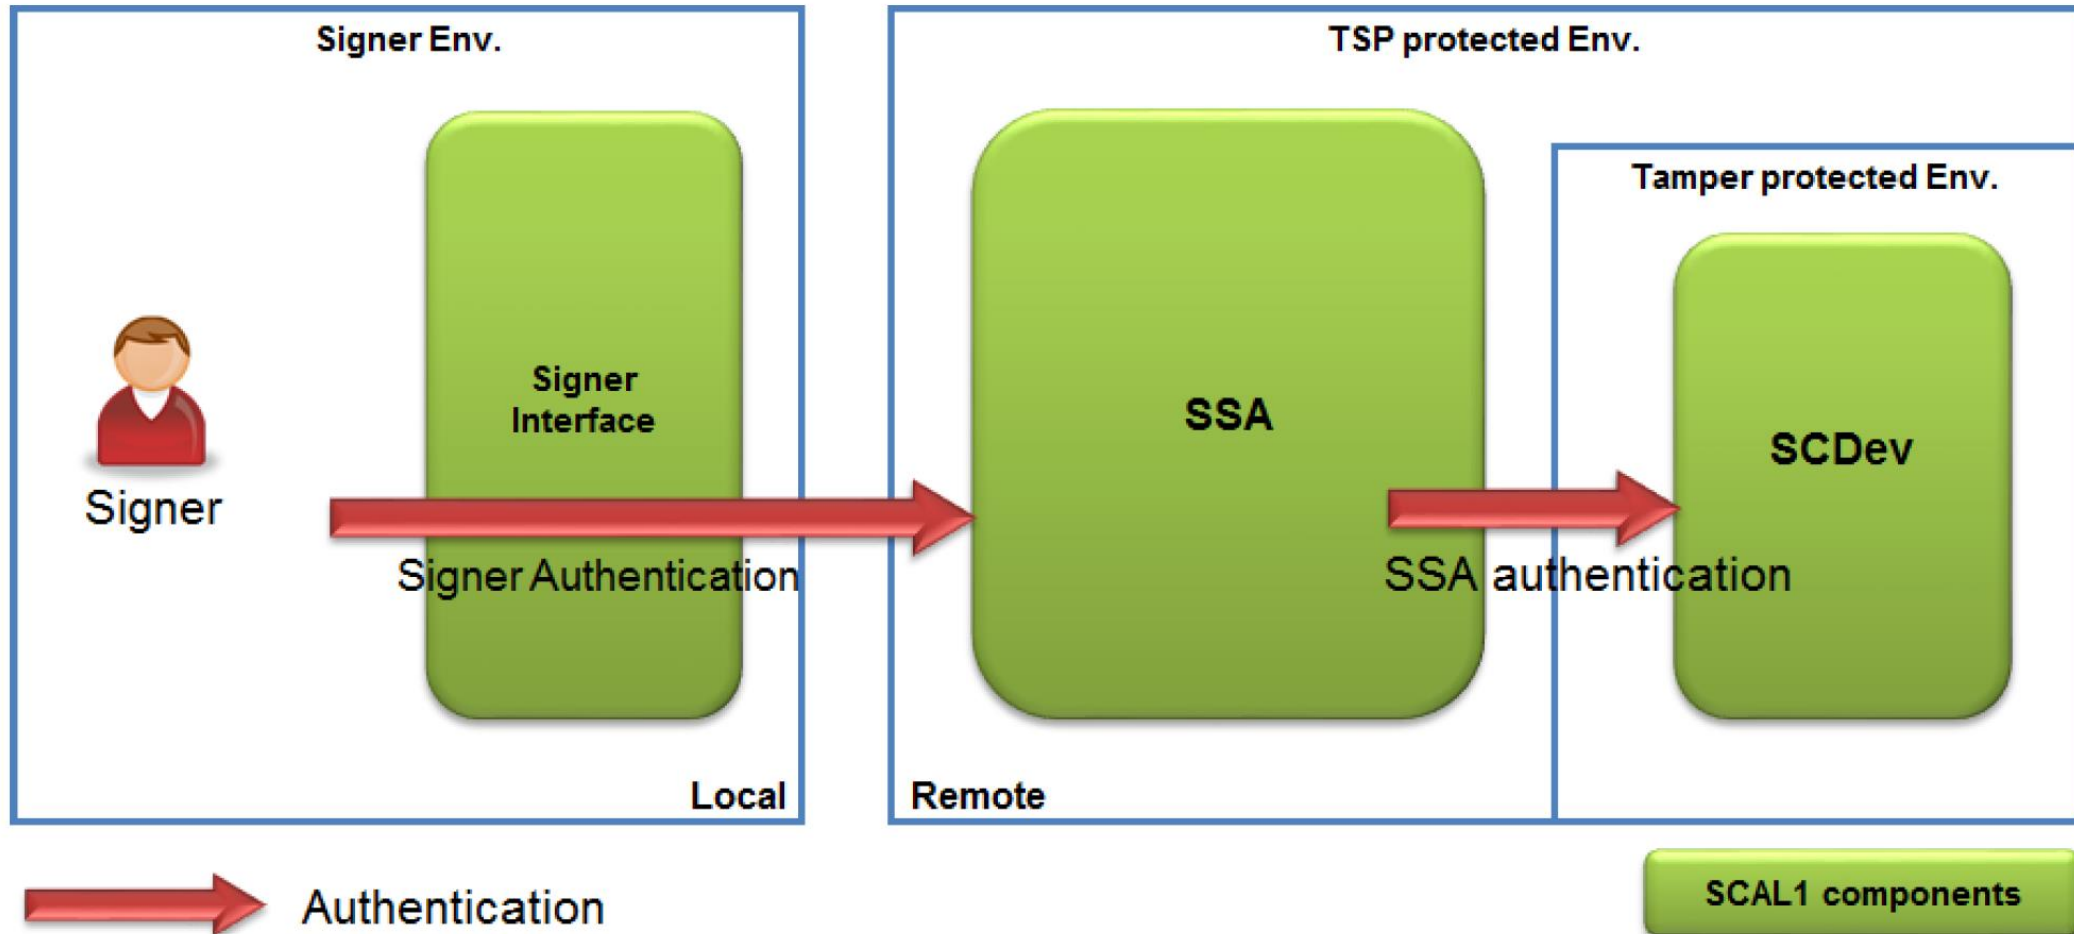 Signer Env.
TSP protected Env.
Tamper protected Env.
Signer
Interface
SSA
SCDev
Signer
Signer Authentication
SSA authentication
Local
Remote
Authentication
SCAL1 components